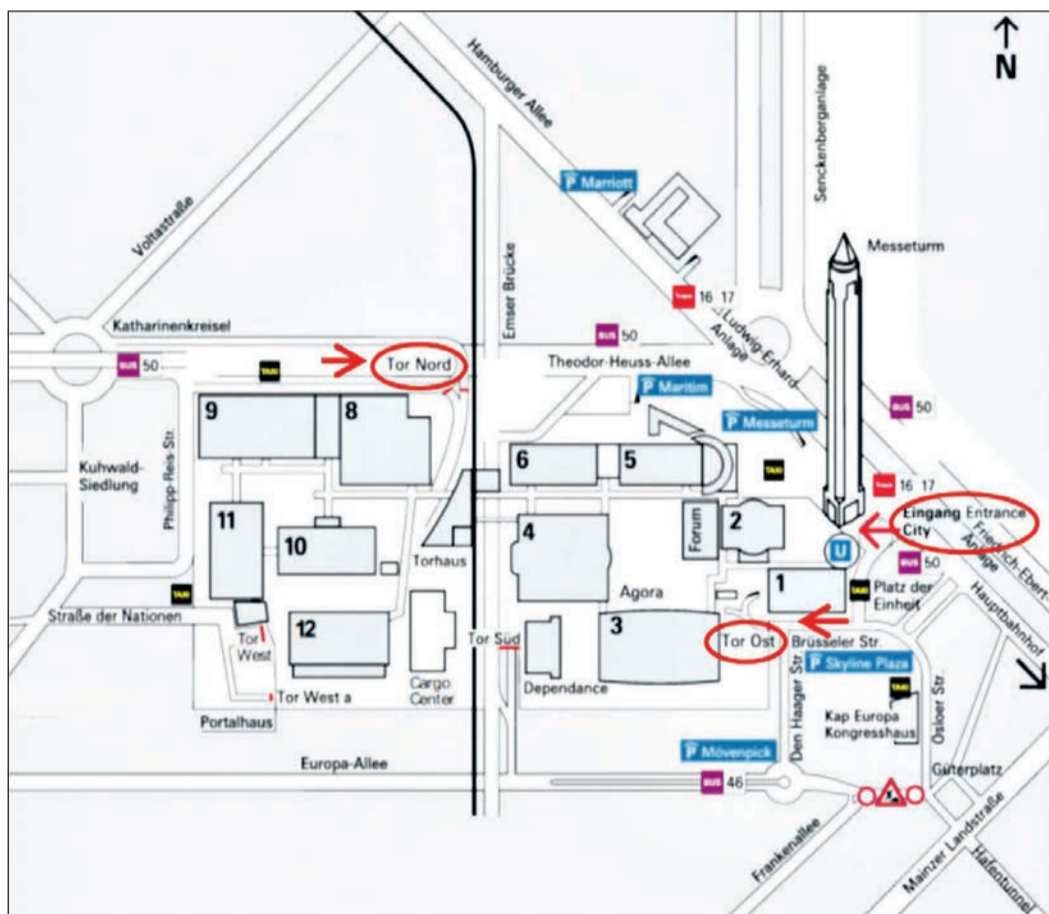 N
Hamburger Allee
Senckenberganlage
P Marriott
Voltastraße
Messeturm
Emser Brücke
Tram 16 17
Ludwig-Erhard-
Anlage
Katharinenkreisel
BUS 50
BUS 50
TAXI
Tor Nord
Theodor-Heuss-Allee
P Maritim
BUS 50
P Messeturm
9
8
6
5
TAXI
Kuhwald-
Siedlung
Philipp-Reis-Str.
Tram 16 17
11
10
4
Forum
2
Eingang Entrance
City
Friedrich-Ebert-
Anlage
U
BUS 50
Torhaus
1
TAXI
Platz der
Einheit
Agora
Hauptbahnhof
TAXI
Straße der Nationen
12
3
Tor
West
Tor Süd
Tor Ost
Brüsseler Str.
P Skyline Plaza
Tor West a
Cargo
Center
Dependance
TAXI
Portalhaus
Den Haager Str.
Kap Europa
Kongresshaus
Osloer Str.
P Mövenpick
Europa-Allee
BUS 46
Güterplatz
Frankenallee
Mainzer Landstraße
Hafentunnel